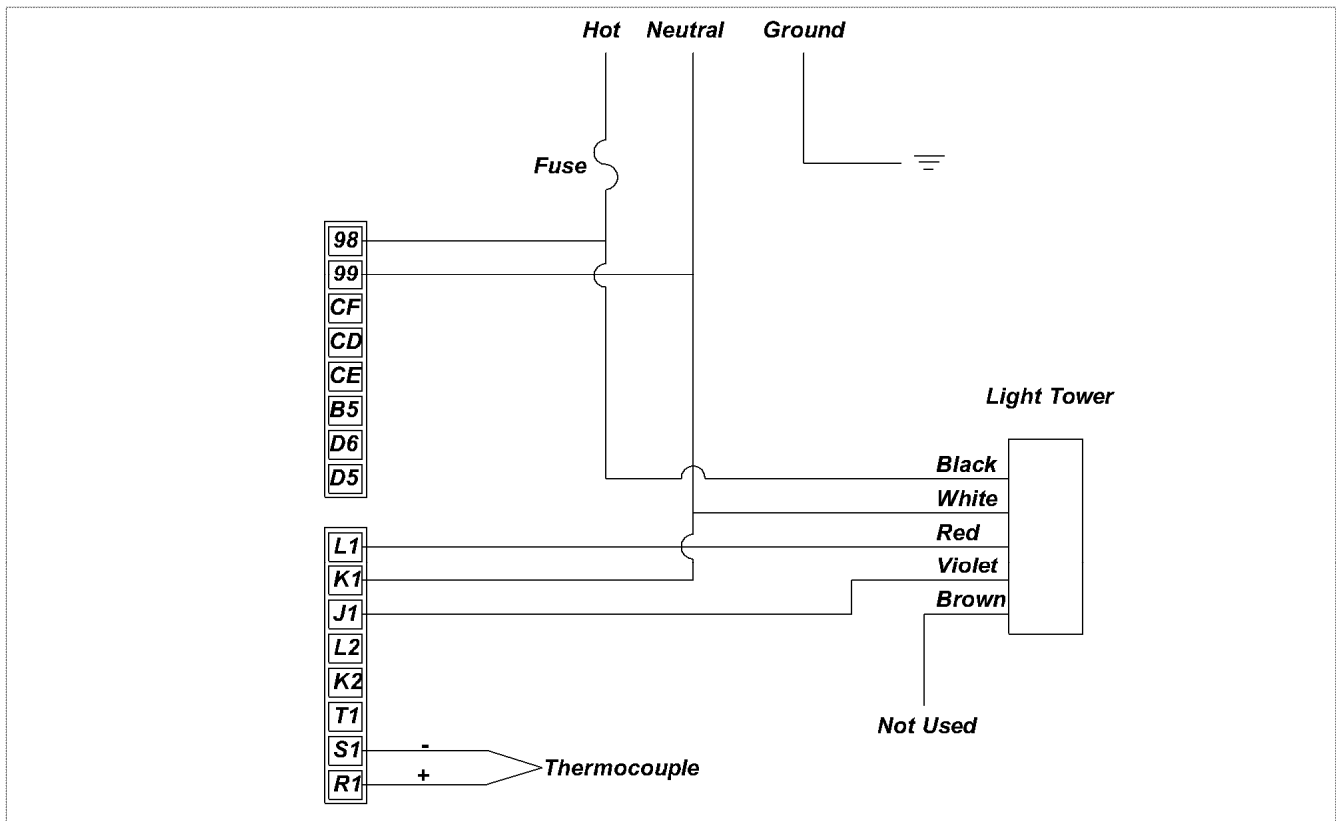 Hot Neutral Ground
Fuse
98
99
CF
CD
CE
B5
D6
D5
Light Tower
Black
White
Red
Violet
Brown
Not Used
L1
K1
J1
L2
K2
T1
S1
R1
-
+
Thermocouple